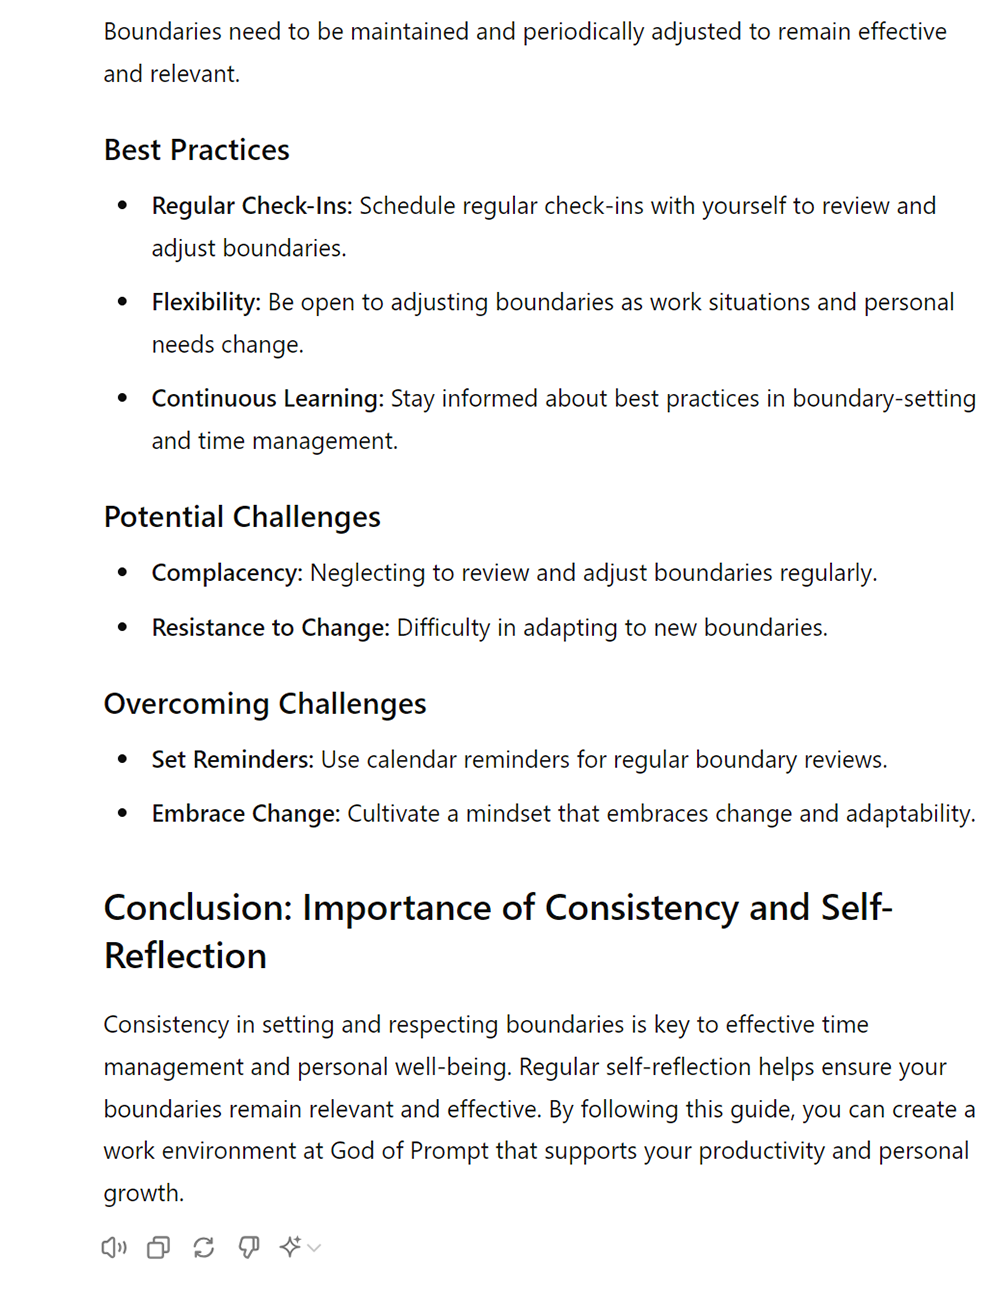 Boundaries need to be maintained and periodically adjusted to remain effective
and relevant.
Best Practices
Regular Check-Ins: Schedule regular check-ins with yourself to review and
adjust boundaries.
Flexibility: Be open to adjusting boundaries as work situations and personal
needs change.
Continuous Learning: Stay informed about best practices in boundary-setting
and time management.
Potential Challenges
Complacency: Neglecting to review and adjust boundaries regularly.
Resistance to Change: Difficulty in adapting to new boundaries.
Overcoming Challenges
Set Reminders: Use calendar reminders for regular boundary reviews.
Embrace Change: Cultivate a mindset that embraces change and adaptability.
Conclusion: Importance of Consistency and Self-
Reflection
Consistency in setting and respecting boundaries is key to effective time
management and personal well-being. Regular self-reflection helps ensure your
boundaries remain relevant and effective. By following this guide, you can create a
work environment at God of Prompt that supports your productivity and personal
growth.